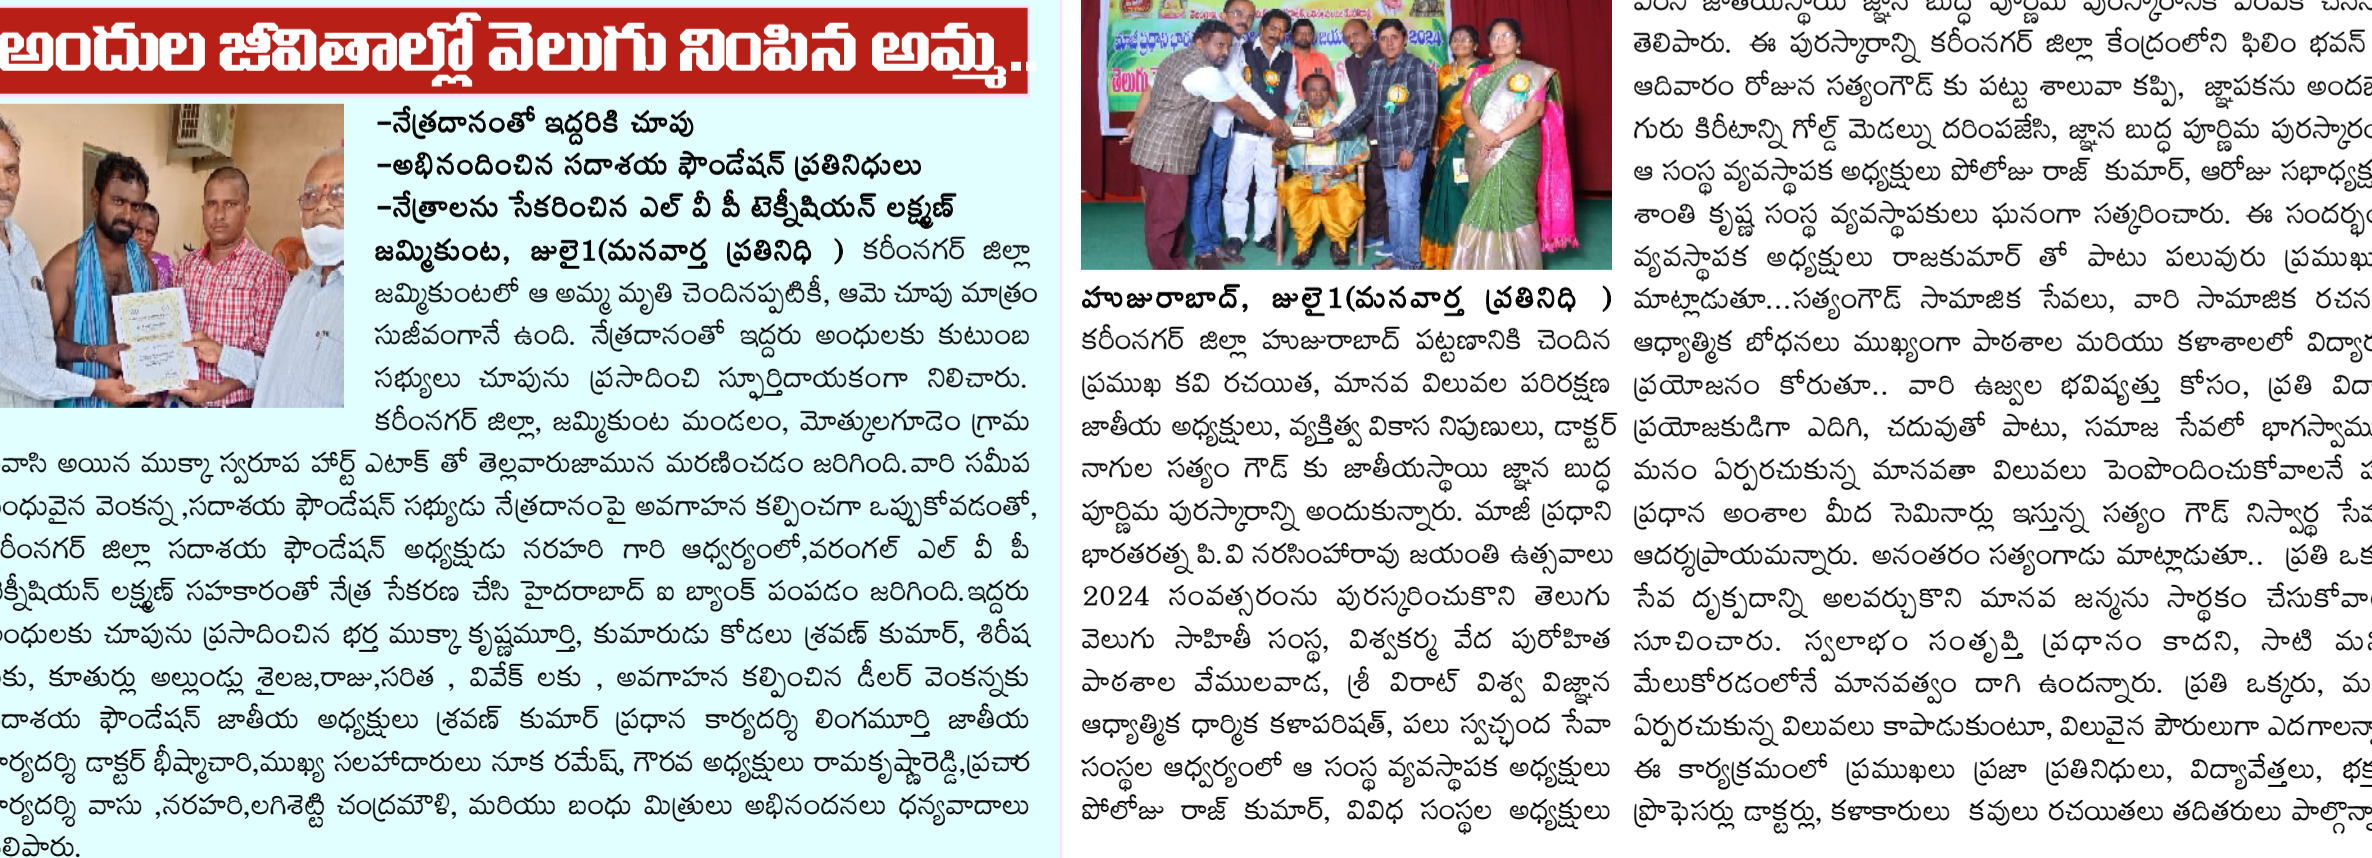 అందుల జీవితాల్లో వెలుగు నింపిన అమ్మ..
-నేత్రదానంతో ఇద్దరికి చూపు
-అభినందించిన సదాశయ ఫౌండేషన్ ప్రతినిధులు
-నేత్రాలను సేకరించిన ఎల్ వీ పీ టెక్నీషియన్ లక్ష్మణ్
జమ్మికుంట, జులై1(మనవార్త ప్రతినిధి ) కరీంనగర్ జిల్లా
జమ్మికుంటలో ఆ అమ్మ మృతి చెందినప్పటికీ, ఆమె చూపు మాత్రం
సుజీవంగానే ఉంది. నేత్రదానంతో ఇద్దరు అంధులకు కుటుంబ
సభ్యులు చూపును ప్రసాదించి స్ఫూర్తిదాయకంగా నిలిచారు.
కరీంనగర్ జిల్లా, జమ్మికుంట మండలం, మోత్కులగూడెం గ్రామ
వాసి అయిన ముక్కా స్వరూప హార్ట్ ఎటాక్ తో తెల్లవారుజామున మరణించడం జరిగింది.వారి సమీప
ంధువైన వెంకన్న ,సదాశయ ఫౌండేషన్ సభ్యుడు నేత్రదానంపై అవగాహన కల్పించగా ఒప్పుకోవడంతో,
రీంనగర్ జిల్లా సదాశయ ఫౌండేషన్ అధ్యక్షుడు నరహరి గారి ఆధ్వర్యంలో,వరంగల్ ఎల్ వీ పీ
క్నీషియన్ లక్ష్మణ్ సహకారంతో నేత్ర సేకరణ చేసి హైదరాబాద్ ఐ బ్యాంక్ పంపడం జరిగింది.ఇద్దరు
ంధులకు చూపును ప్రసాదించిన భర్త ముక్కా కృష్ణమూర్తి, కుమారుడు కోడలు శ్రవణ్ కుమార్, శిరీష
కు, కూతుర్లు అల్లుండ్లు శైలజ,రాజు,సరిత , వివేక్ లకు , అవగాహన కల్పించిన డీలర్ వెంకన్నకు
దాశయ ఫౌండేషన్ జాతీయ అధ్యక్షులు శ్రవణ్ కుమార్ ప్రధాన కార్యదర్శి లింగమూర్తి జాతీయ
ార్యదర్శి డాక్టర్ భీష్మాచారి,ముఖ్య సలహాదారులు నూక రమేష్, గౌరవ అధ్యక్షులు రామకృష్ణారెడ్డి,ప్రచార
ార్యదర్శి వాసు ,నరహరి,లగిశెట్టి చంద్రమౌళి, మరియు బంధు మిత్రులు అభినందనలు ధన్యవాదాలు
లిపారు.
2024
హుజురాబాద్, జులై1(మనవార్త ప్రతినిధి )
కరీంనగర్ జిల్లా హుజురాబాద్ పట్టణానికి చెందిన
ప్రముఖ కవి రచయిత, మానవ విలువల పరిరక్షణ
జాతీయ అధ్యక్షులు, వ్యక్తిత్వ వికాస నిపుణులు, డాక్టర్
నాగుల సత్యం గౌడ్ కు జాతీయస్థాయి జ్ఞాన బుద్ధ
పూర్ణిమ పురస్కారాన్ని అందుకున్నారు. మాజీ ప్రధాని
భారతరత్న పి.వి నరసింహారావు జయంతి ఉత్సవాలు
2024 సంవత్సరంను పురస్కరించుకొని తెలుగు
వెలుగు సాహితీ సంస్థ, విశ్వకర్మ వేద పురోహిత
పాఠశాల వేములవాడ, శ్రీ విరాట్ విశ్వ విజ్ఞాన
ఆధ్యాత్మిక ధార్మిక కళాపరిషత్, పలు స్వచ్ఛంద సేవా
సంస్థల ఆధ్వర్యంలో ఆ సంస్థ వ్యవస్థాపక అధ్యక్షులు
పోలోజు రాజ్ కుమార్, వివిధ సంస్థల అధ్యక్షులు
జాతీయస్థాయి జ్ఞాన బుద్ధ పూర్ణిమ పురస్కారానికి
తెలిపారు. ఈ పురస్కారాన్ని కరీంనగర్ జిల్లా కేంద్రంలోని ఫిలిం భవన్
ఆదివారం రోజున సత్యంగౌడ్ కు పట్టు శాలువా కప్పి, జ్ఞాపకను
గురు కిరీటాన్ని గోల్డ్ మెడల్ను దరింపజేసి, జ్ఞాన బుద్ధ పూర్ణిమ
ఆ సంస్థ వ్యవస్థాపక అధ్యక్షులు పోలోజు రాజ్ కుమార్, ఆరోజు
శాంతి కృష్ణ సంస్థ వ్యవస్థాపకులు ఘనంగా సత్కరించారు. ఈ
వ్యవస్థాపక అధ్యక్షులు రాజకుమార్ తో పాటు పలువురు
మాట్లాడుతూ...సత్యంగౌడ్ సామాజిక సేవలు, వారి సామాజిక
ఆధ్యాత్మిక బోధనలు ముఖ్యంగా పాఠశాల మరియు కళాశాలలో
ప్రయోజనం కోరుతూ.. వారి ఉజ్వల భవిష్యత్తు కోసం, ప్రతి
ప్రయోజకుడిగా ఎదిగి, చదువుతో పాటు, సమాజ సేవలో
మనం ఏర్పరచుకున్న మానవతా విలువలు పెంపొందించుకోవాలనే
ప్రధాన అంశాల మీద సెమినార్లు ఇస్తున్న సత్యం గౌడ్ నిస్వార్థ
ఆదర్శప్రాయమన్నారు. అనంతరం సత్యంగాడు మాట్లాడుతూ.. ప్రతి
సేవ దృక్పదాన్ని అలవర్చుకొని మానవ జన్మను సార్థకం
సూచించారు. స్వలాభం సంతృప్తి ప్రధానం కాదని, సాటి
మేలుకోరడంలోనే మానవత్వం దాగి ఉందన్నారు. ప్రతి ఒక్కరు,
ఏర్పరచుకున్న విలువలు కాపాడుకుంటూ, విలువైన పౌరులుగా
ఈ కార్యక్రమంలో ప్రముఖులు ప్రజా ప్రతినిధులు, విద్యావేత్తలు,
ప్రొఫెసర్లు డాక్టర్లు, కళాకారులు కవులు రచయితలు తదితరులు